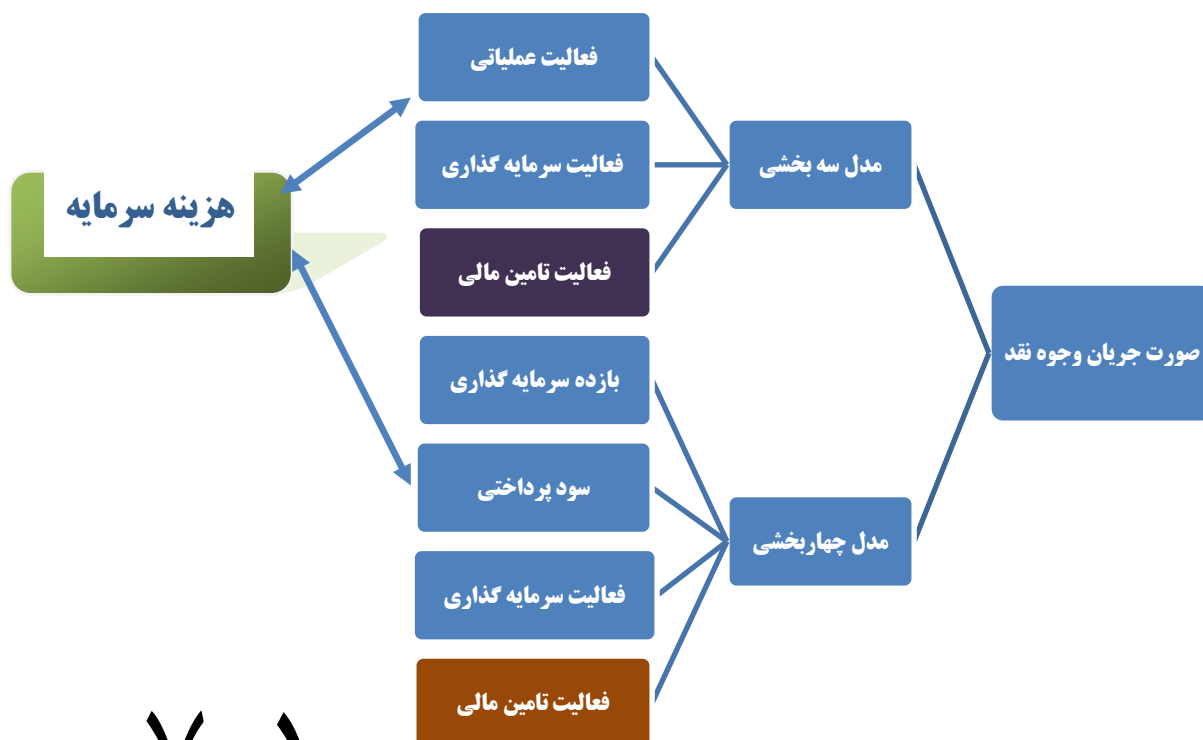 صورت جریان وجوه نقد
مدل سه بخشی
فعالیت عملیاتی
فعالیت سرمایه گذاری
فعالیت تامین مالی
مدل چهاربخشی
بازده سرمایه گذاری
سود پرداختی
فعالیت سرمایه گذاری
فعالیت تامین مالی
هزینه سرمایه